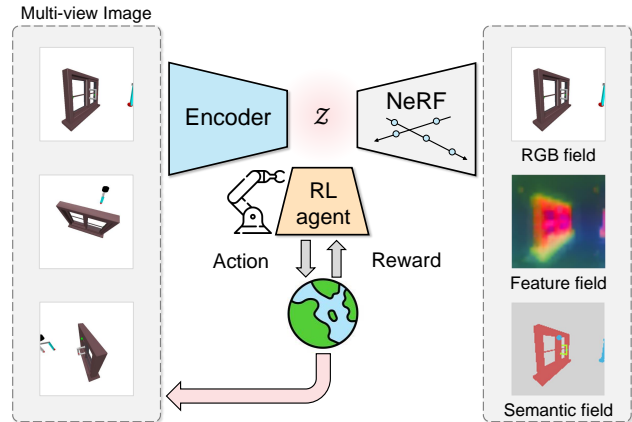 Multi-view Image
Encoder
z
NeRF
RGB field
RL
agent
Action
Reward
Feature field
Semantic field